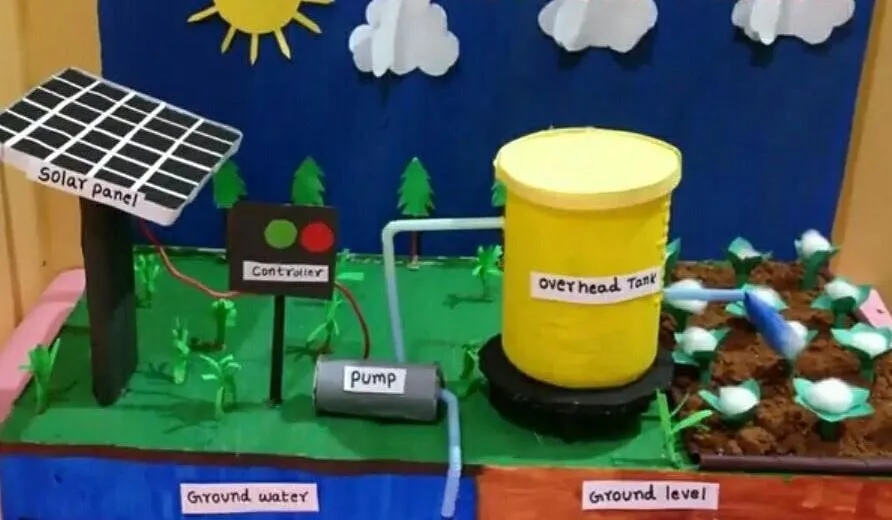 Solar panel
Controller
Pump
Overhead Tank
Ground water
Ground level